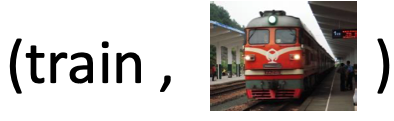 (train , )